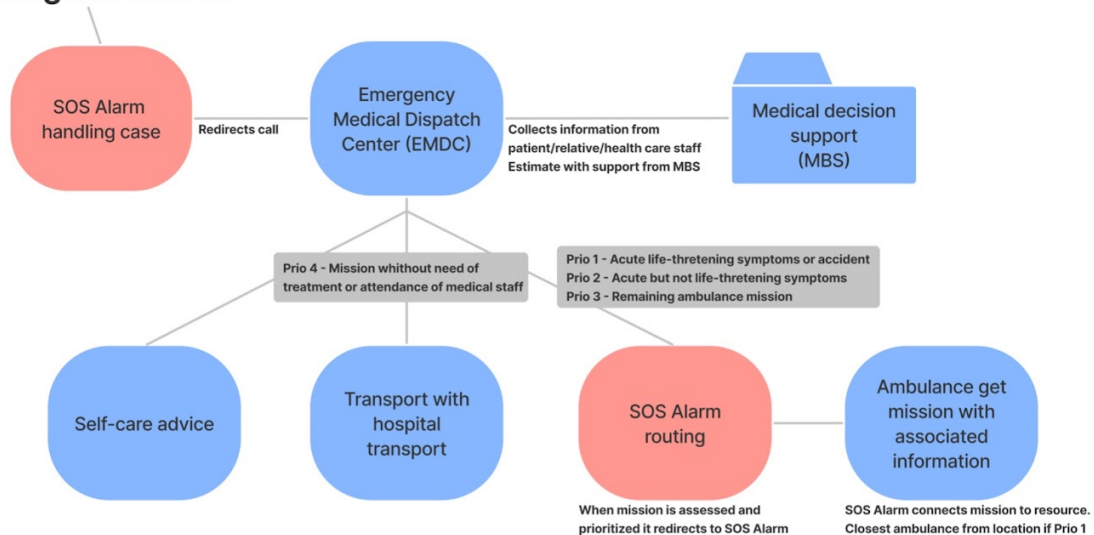 SOS Alarm
handling case
Redirects call
Emergency
Medical Dispatch
Center (EMDC)
Collects information from
patient/relative/health care staff
Estimate with support from MBS
Medical decision
support
(MBS)
Prio 4 - Mission whithout need of
treatment or attendance of medical staff
Prio 1 - Acute life-thretening symptoms or accident
Prio 2 - Acute but not life-thretening symptoms
Prio 3 - Remaining ambulance mission
Self-care advice
Transport with
hospital
transport
SOS Alarm
routing
Ambulance get
mission with
associated
information
When mission is assessed and
prioritized it redirects to SOS Alarm
SOS Alarm connects mission to resource.
Closest ambulance from location if Prio 1